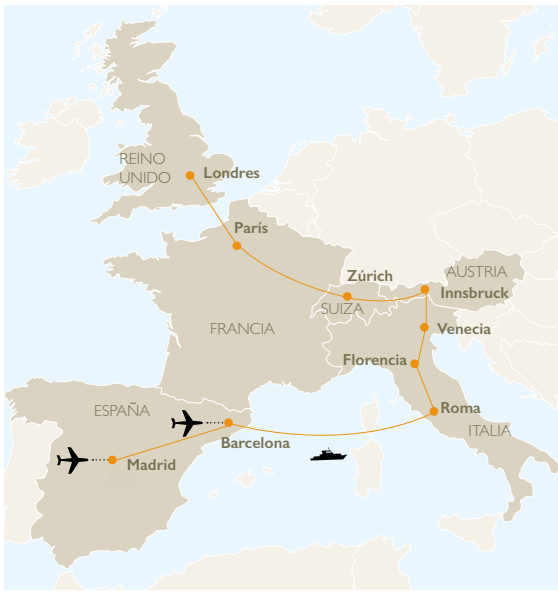 REINO
UNIDO
Londres
París
Zúrich
AUSTRIA
Innsbruck
SUIZA
Venecia
FRANCIA
Florencia
ESPAÑA
Roma
ITALIA
Barcelona
Madrid